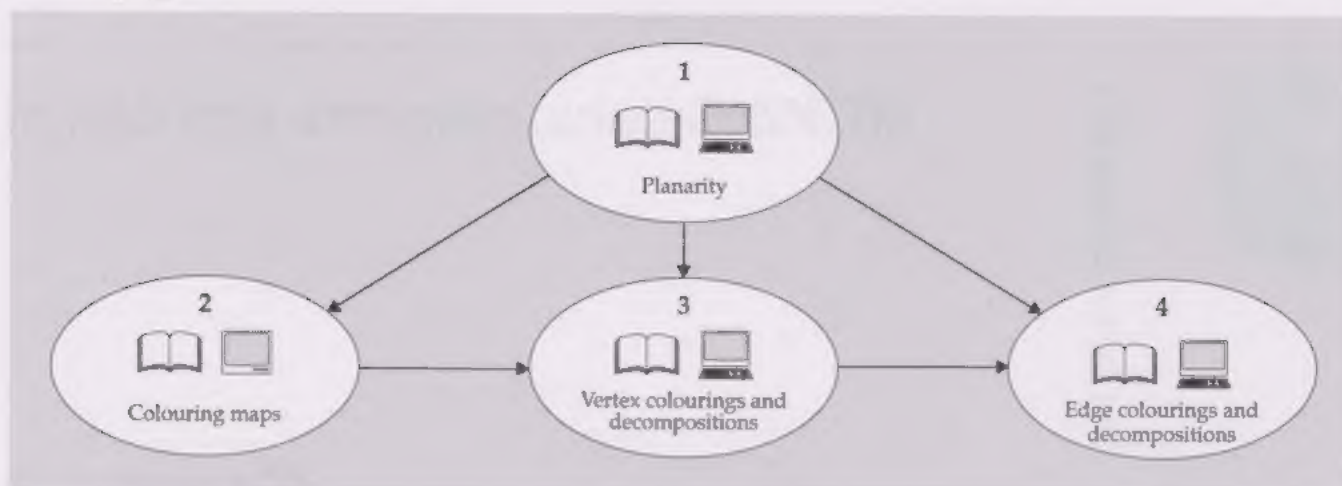 1
Planarity
2
Colouring maps
3
Vertex colourings and
decompositions
4
Edge colourings and
decompositions